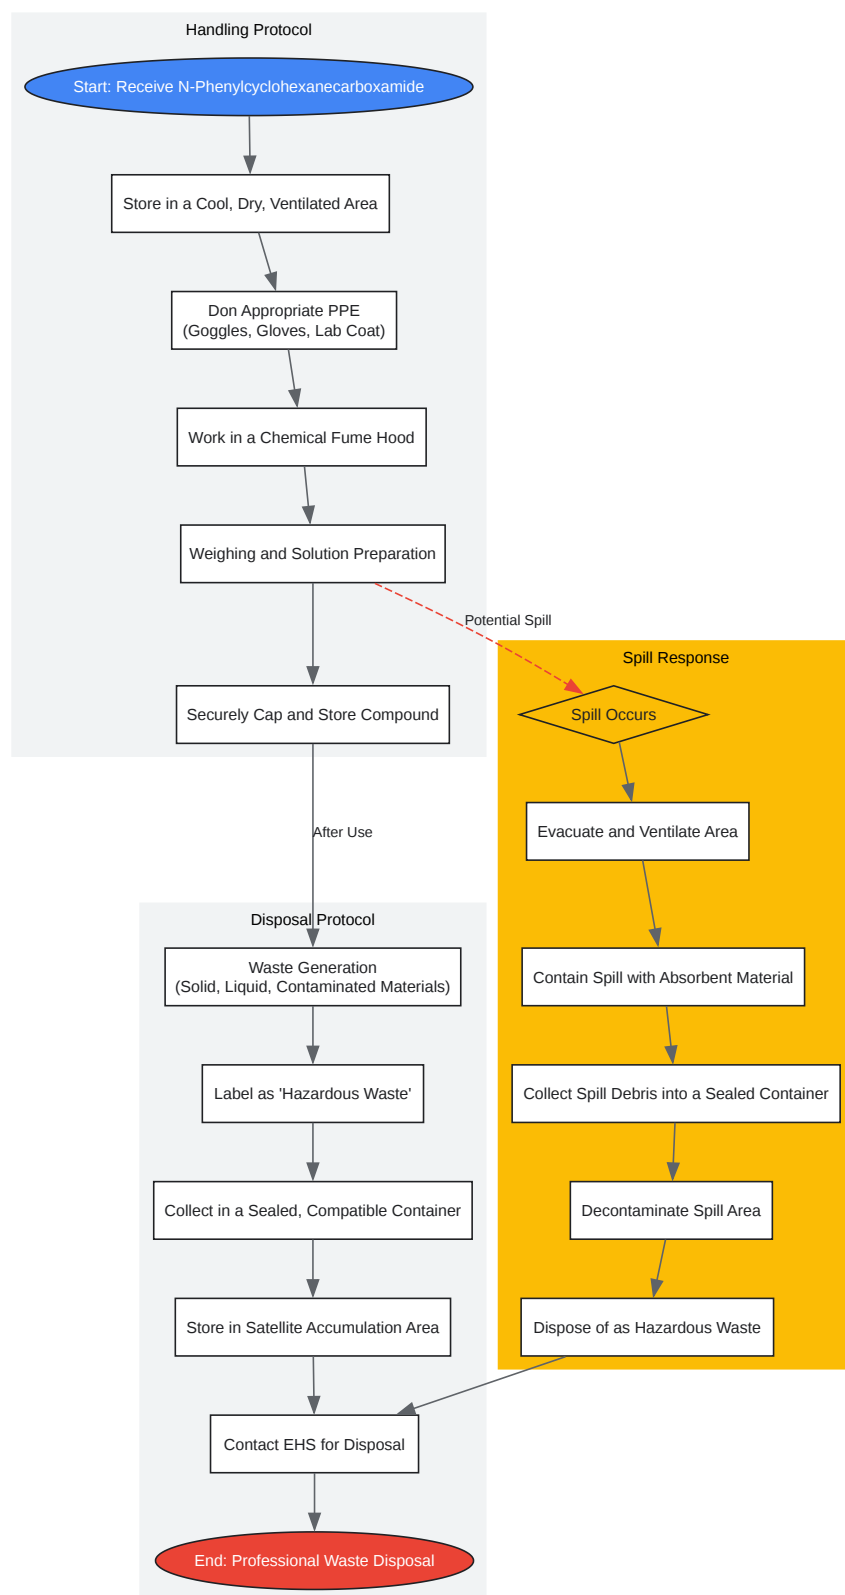 Handling Protocol
Start: Receive N-Phenylcyclohexanecarboxamide
Store in a Cool, Dry, Ventilated Area
Don Appropriate PPE
(Goggles, Gloves, Lab Coat)
Work in a Chemical Fume Hood
Weighing and Solution Preparation
Potential Spill
Securely Cap and Store Compound
After Use
Spill Response
Spill Occurs
Evacuate and Ventilate Area
Contain Spill with Absorbent Material
Collect Spill Debris into a Sealed Container
Decontaminate Spill Area
Dispose of as Hazardous Waste
Disposal Protocol
Waste Generation
(Solid, Liquid, Contaminated Materials)
Label as 'Hazardous Waste'
Collect in a Sealed, Compatible Container
Store in Satellite Accumulation Area
Contact EHS for Disposal
End: Professional Waste Disposal